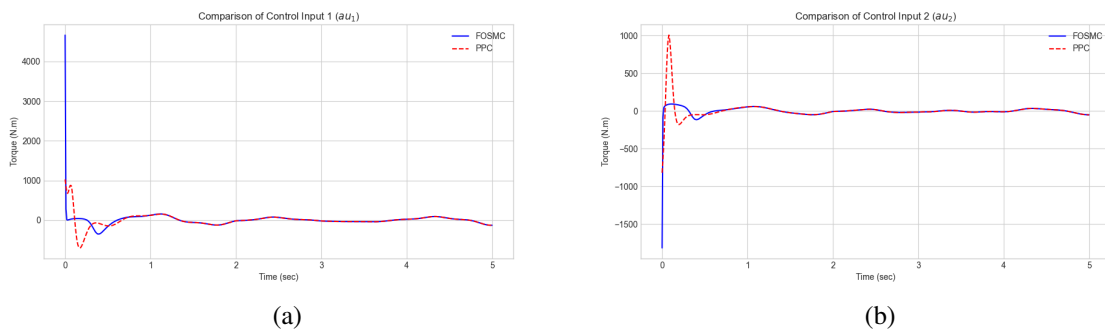 Comparison of Control Input 1 (au₁)
FOSMC
PPC
Torque (N.m)
4000
3000
2000
1000
0
0 1 2 3 4 5
Time (sec)
(a)
Comparison of Control Input 2 (au₂)
FOSMC
PPC
Torque (N.m)
1000
500
0
−500
−1000
−1500
0 1 2 3 4 5
Time (sec)
(b)